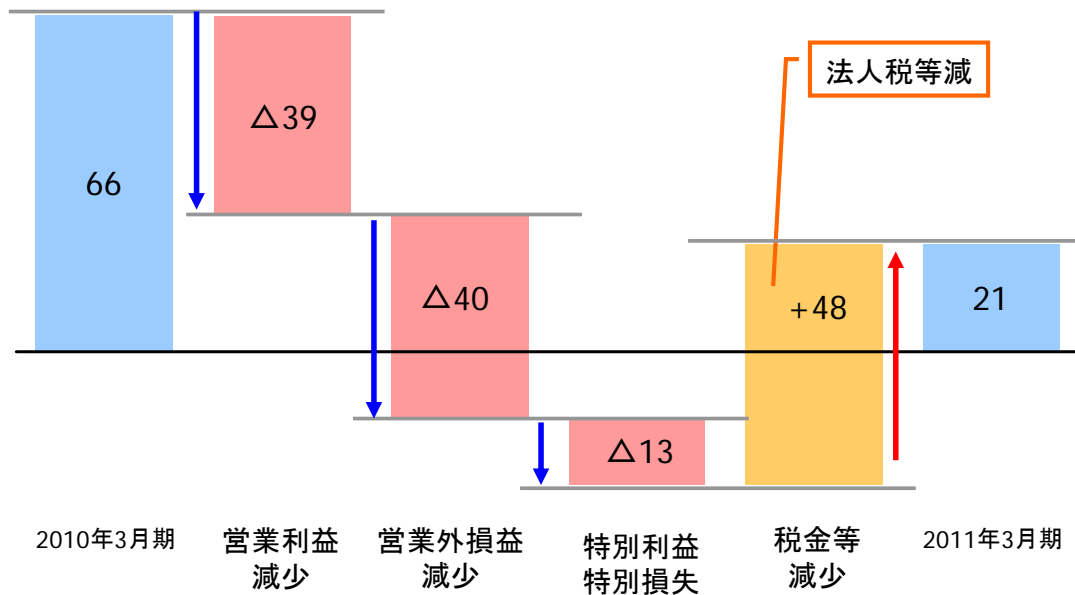 法人税等減
△39
66
△40
+48
21
△13
2010年3月期
営業利益
減少
営業外損益
減少
特別利益
特別損失
税金等
減少
2011年3月期